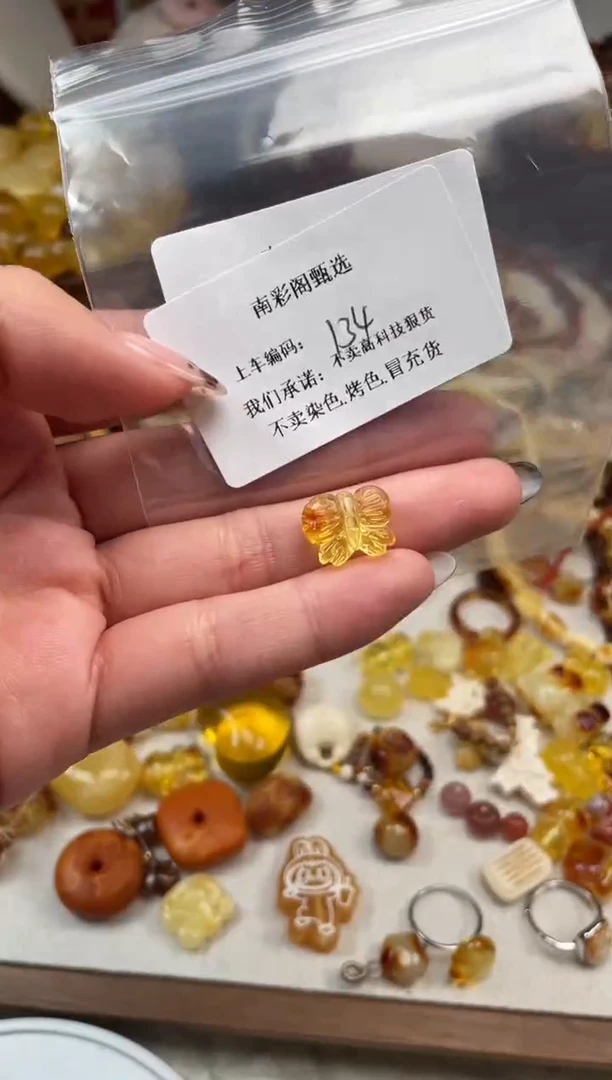 南彩阁甄选
上车编码： 134
我们承诺：不卖高科技狠货
不卖染色.烤色.冒充货